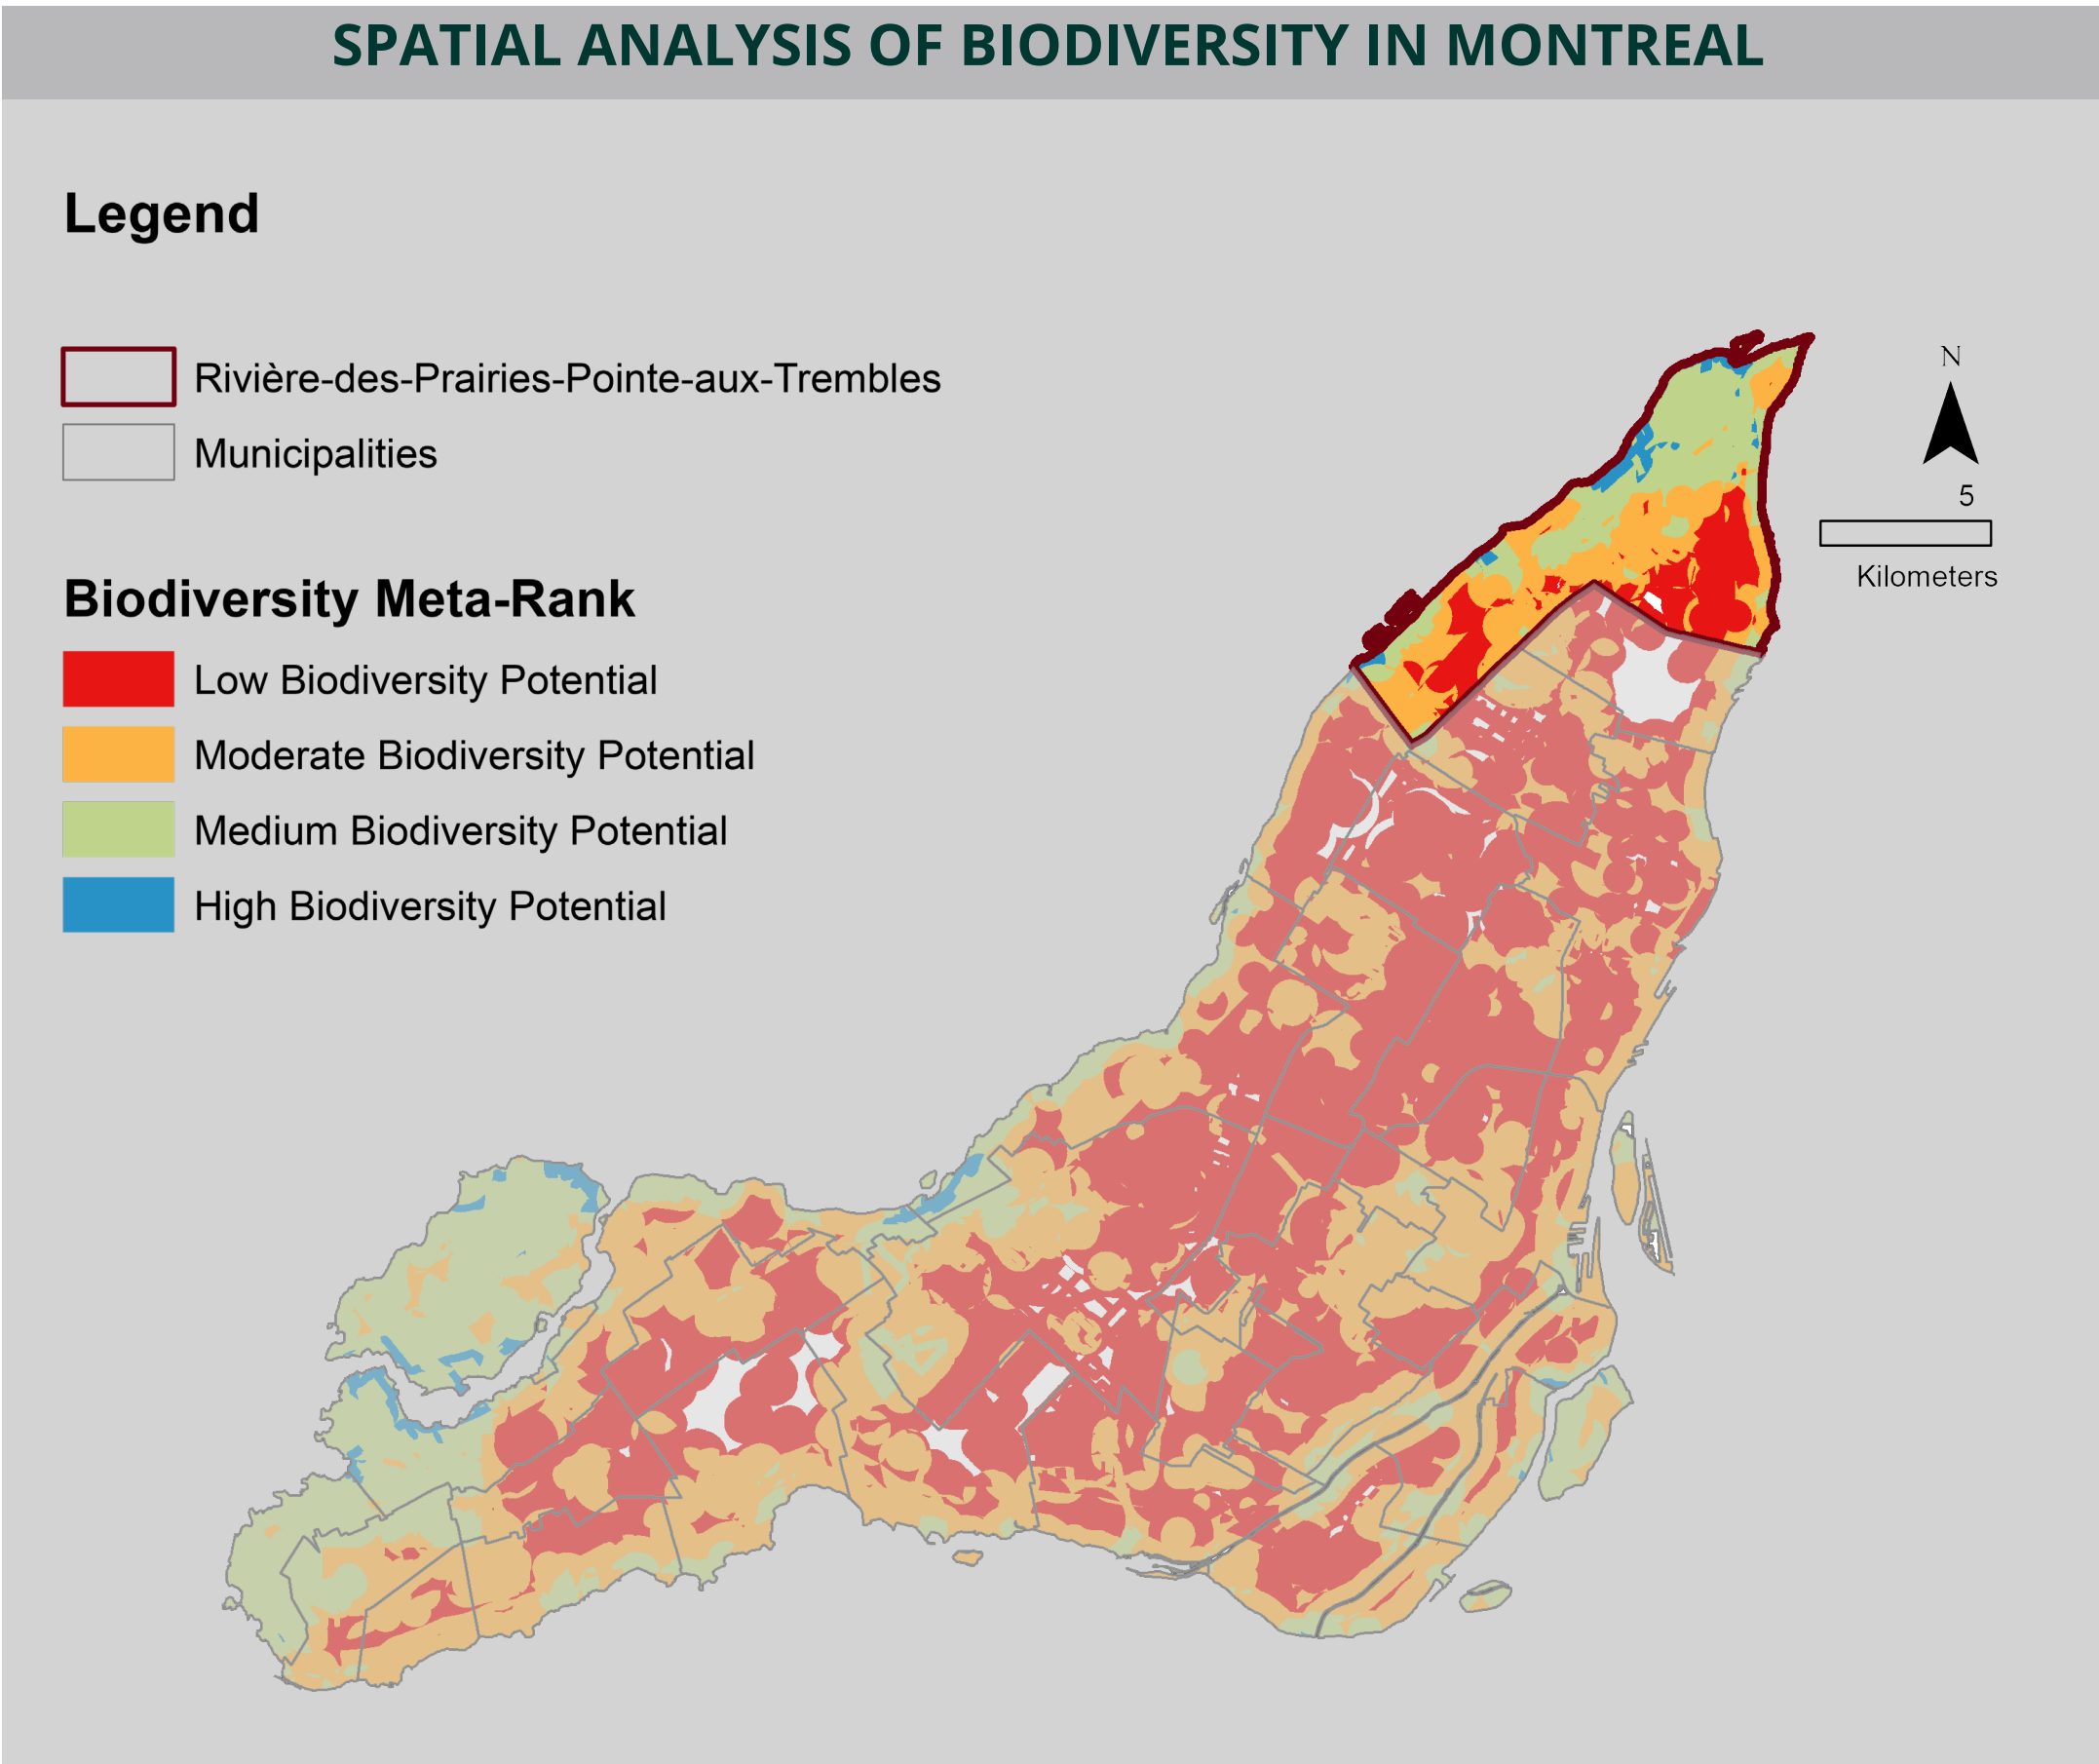 SPATIAL ANALYSIS OF BIODIVERSITY IN MONTREAL
Legend
Rivière-des-Prairies-Pointe-aux-Trembles
Municipalities
N
5
Kilometers
Biodiversity Meta-Rank
Low Biodiversity Potential
Moderate Biodiversity Potential
Medium Biodiversity Potential
High Biodiversity Potential